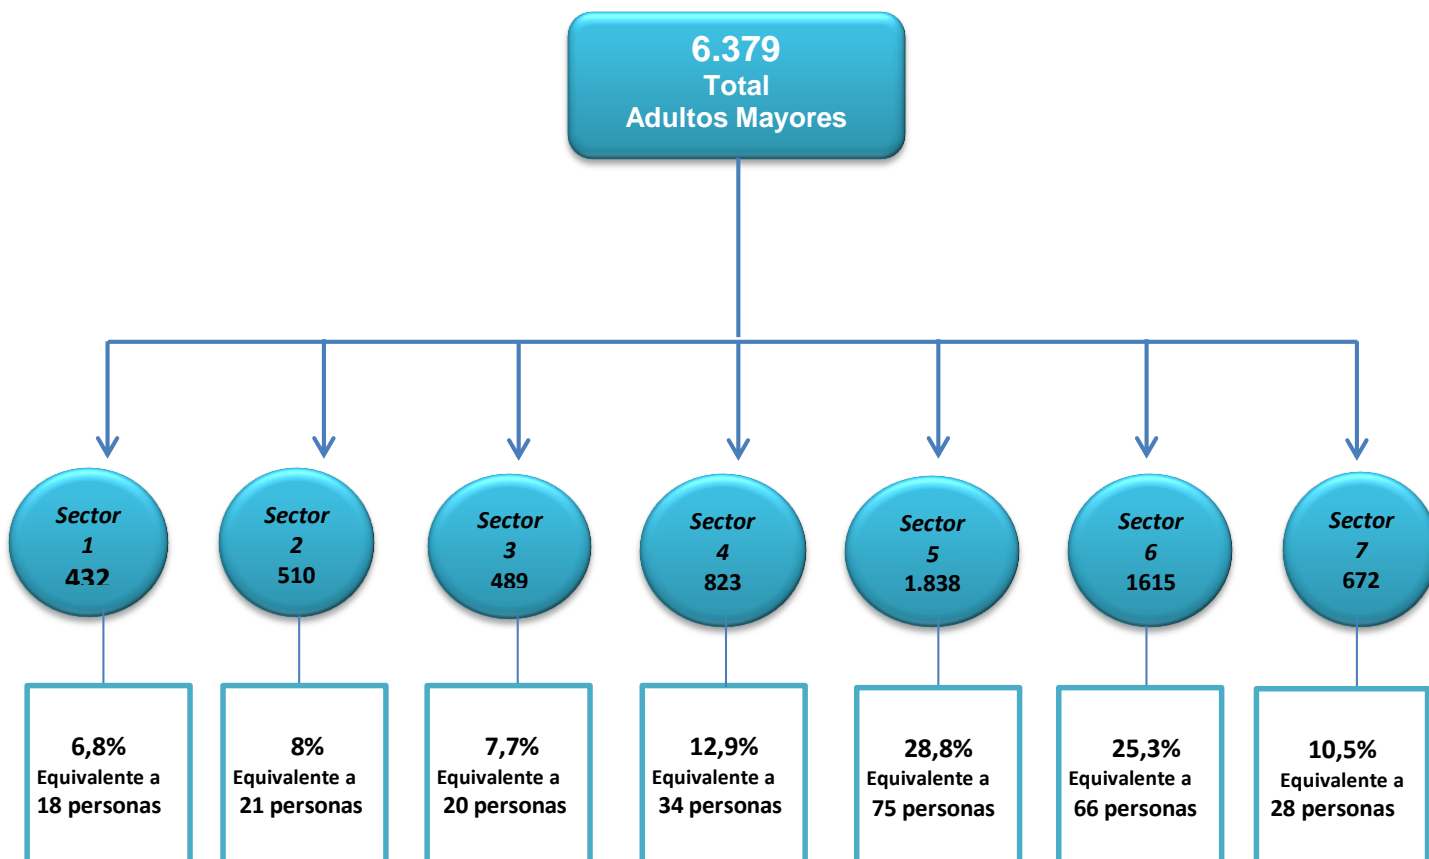 6.379
Total
Adultos Mayores
Sector
1
432
Sector
2
510
Sector
3
489
Sector
4
823
Sector
5
1.838
Sector
6
1615
Sector
7
672
6,8%
Equivalente a
18 personas
8%
Equivalente a
21 personas
7,7%
Equivalente a
20 personas
12,9%
Equivalente a
34 personas
28,8%
Equivalente a
75 personas
25,3%
Equivalente a
66 personas
10,5%
Equivalente a
28 personas